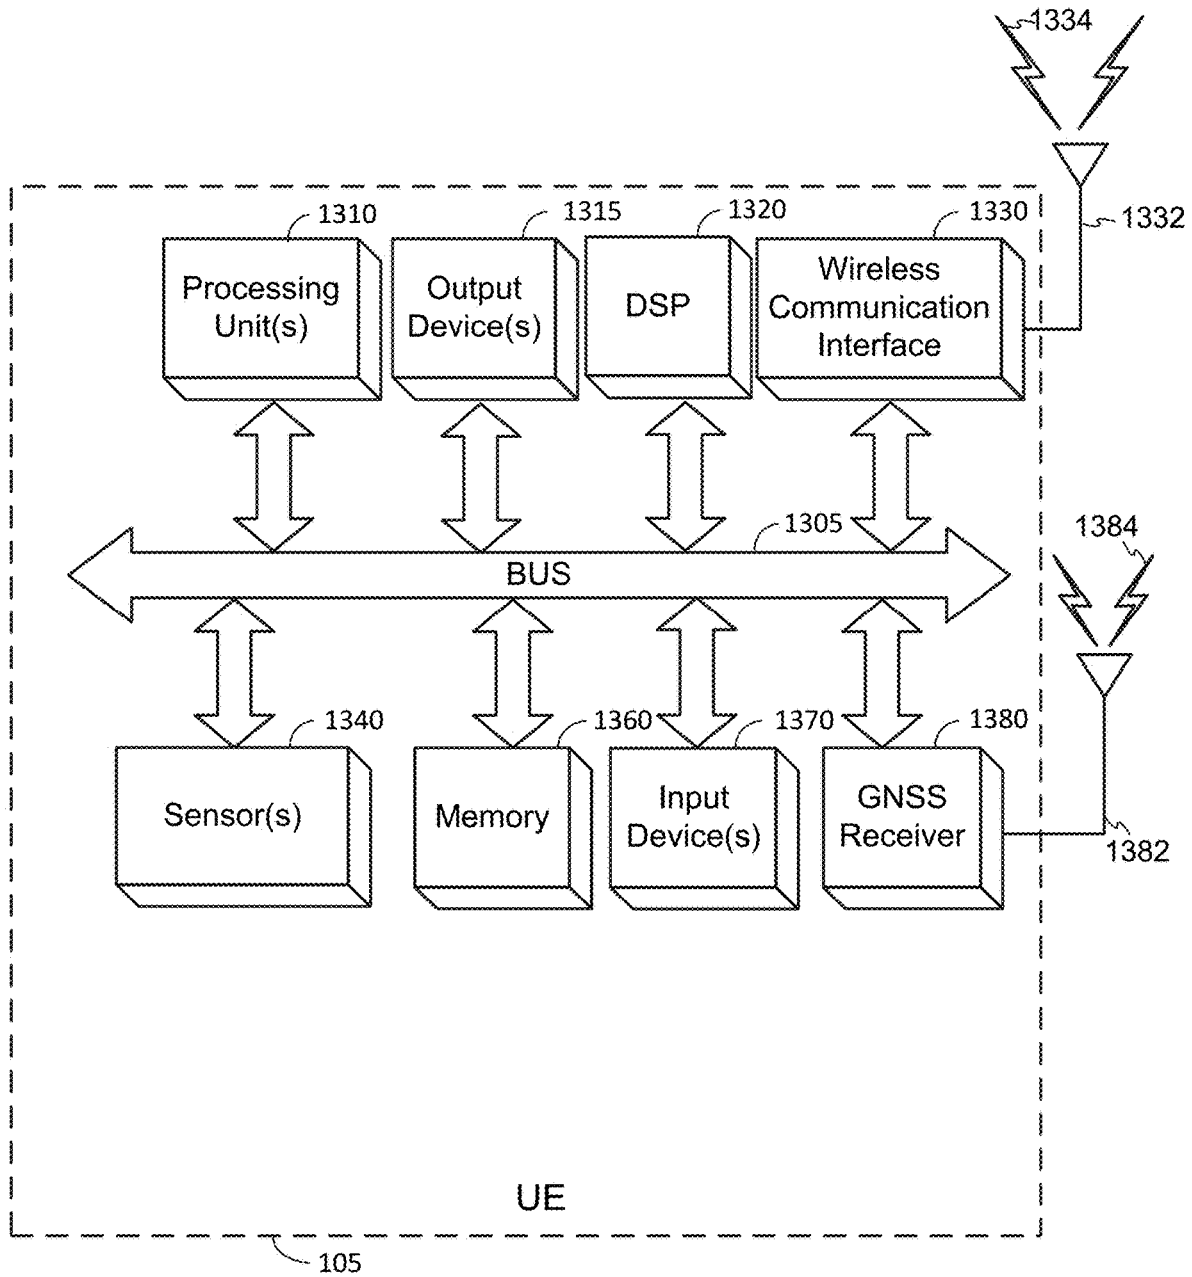 1334
1332
1310
1315
1320
1330
Processing
Unit(s)
Output
Device(s)
DSP
Wireless
Communication
Interface
1305
BUS
1384
1340
1360
1370
1380
Sensor(s)
Memory
Input
Device(s)
GNSS
Receiver
1382
UE
105